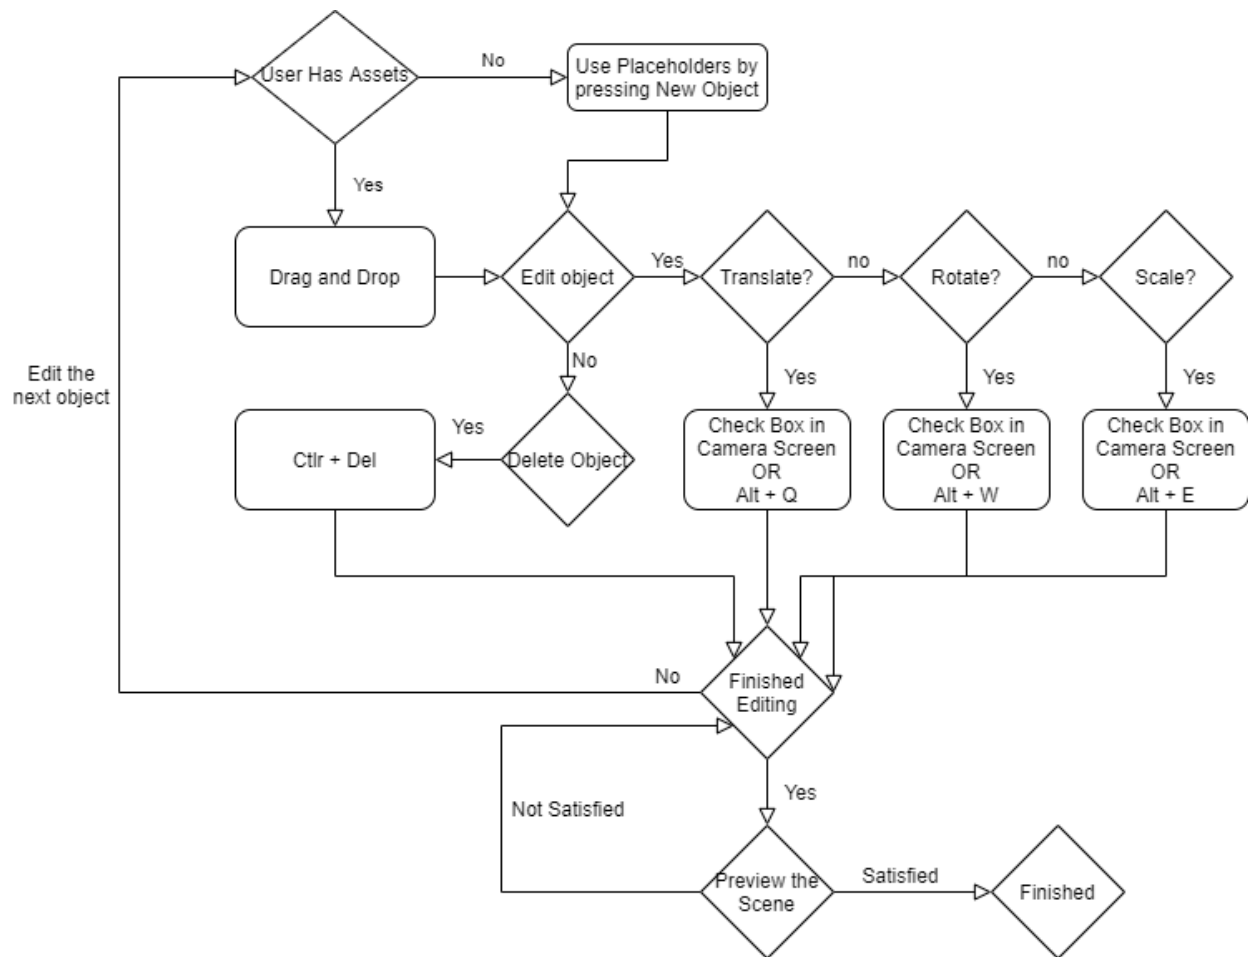 User Has Assets
No
Use Placeholders by
pressing New Object
Yes
Drag and Drop
Edit object
Yes
Translate?
no
Rotate?
no
Scale?
No
Yes
Yes
Yes
Edit the
next object
Ctlr + Del
Yes
Delete Object
Check Box in
Camera Screen
OR
Alt + Q
Check Box in
Camera Screen
OR
Alt + W
Check Box in
Camera Screen
OR
Alt + E
No
Finished
Editing
Not Satisfied
Yes
Preview the
Scene
Satisfied
Finished